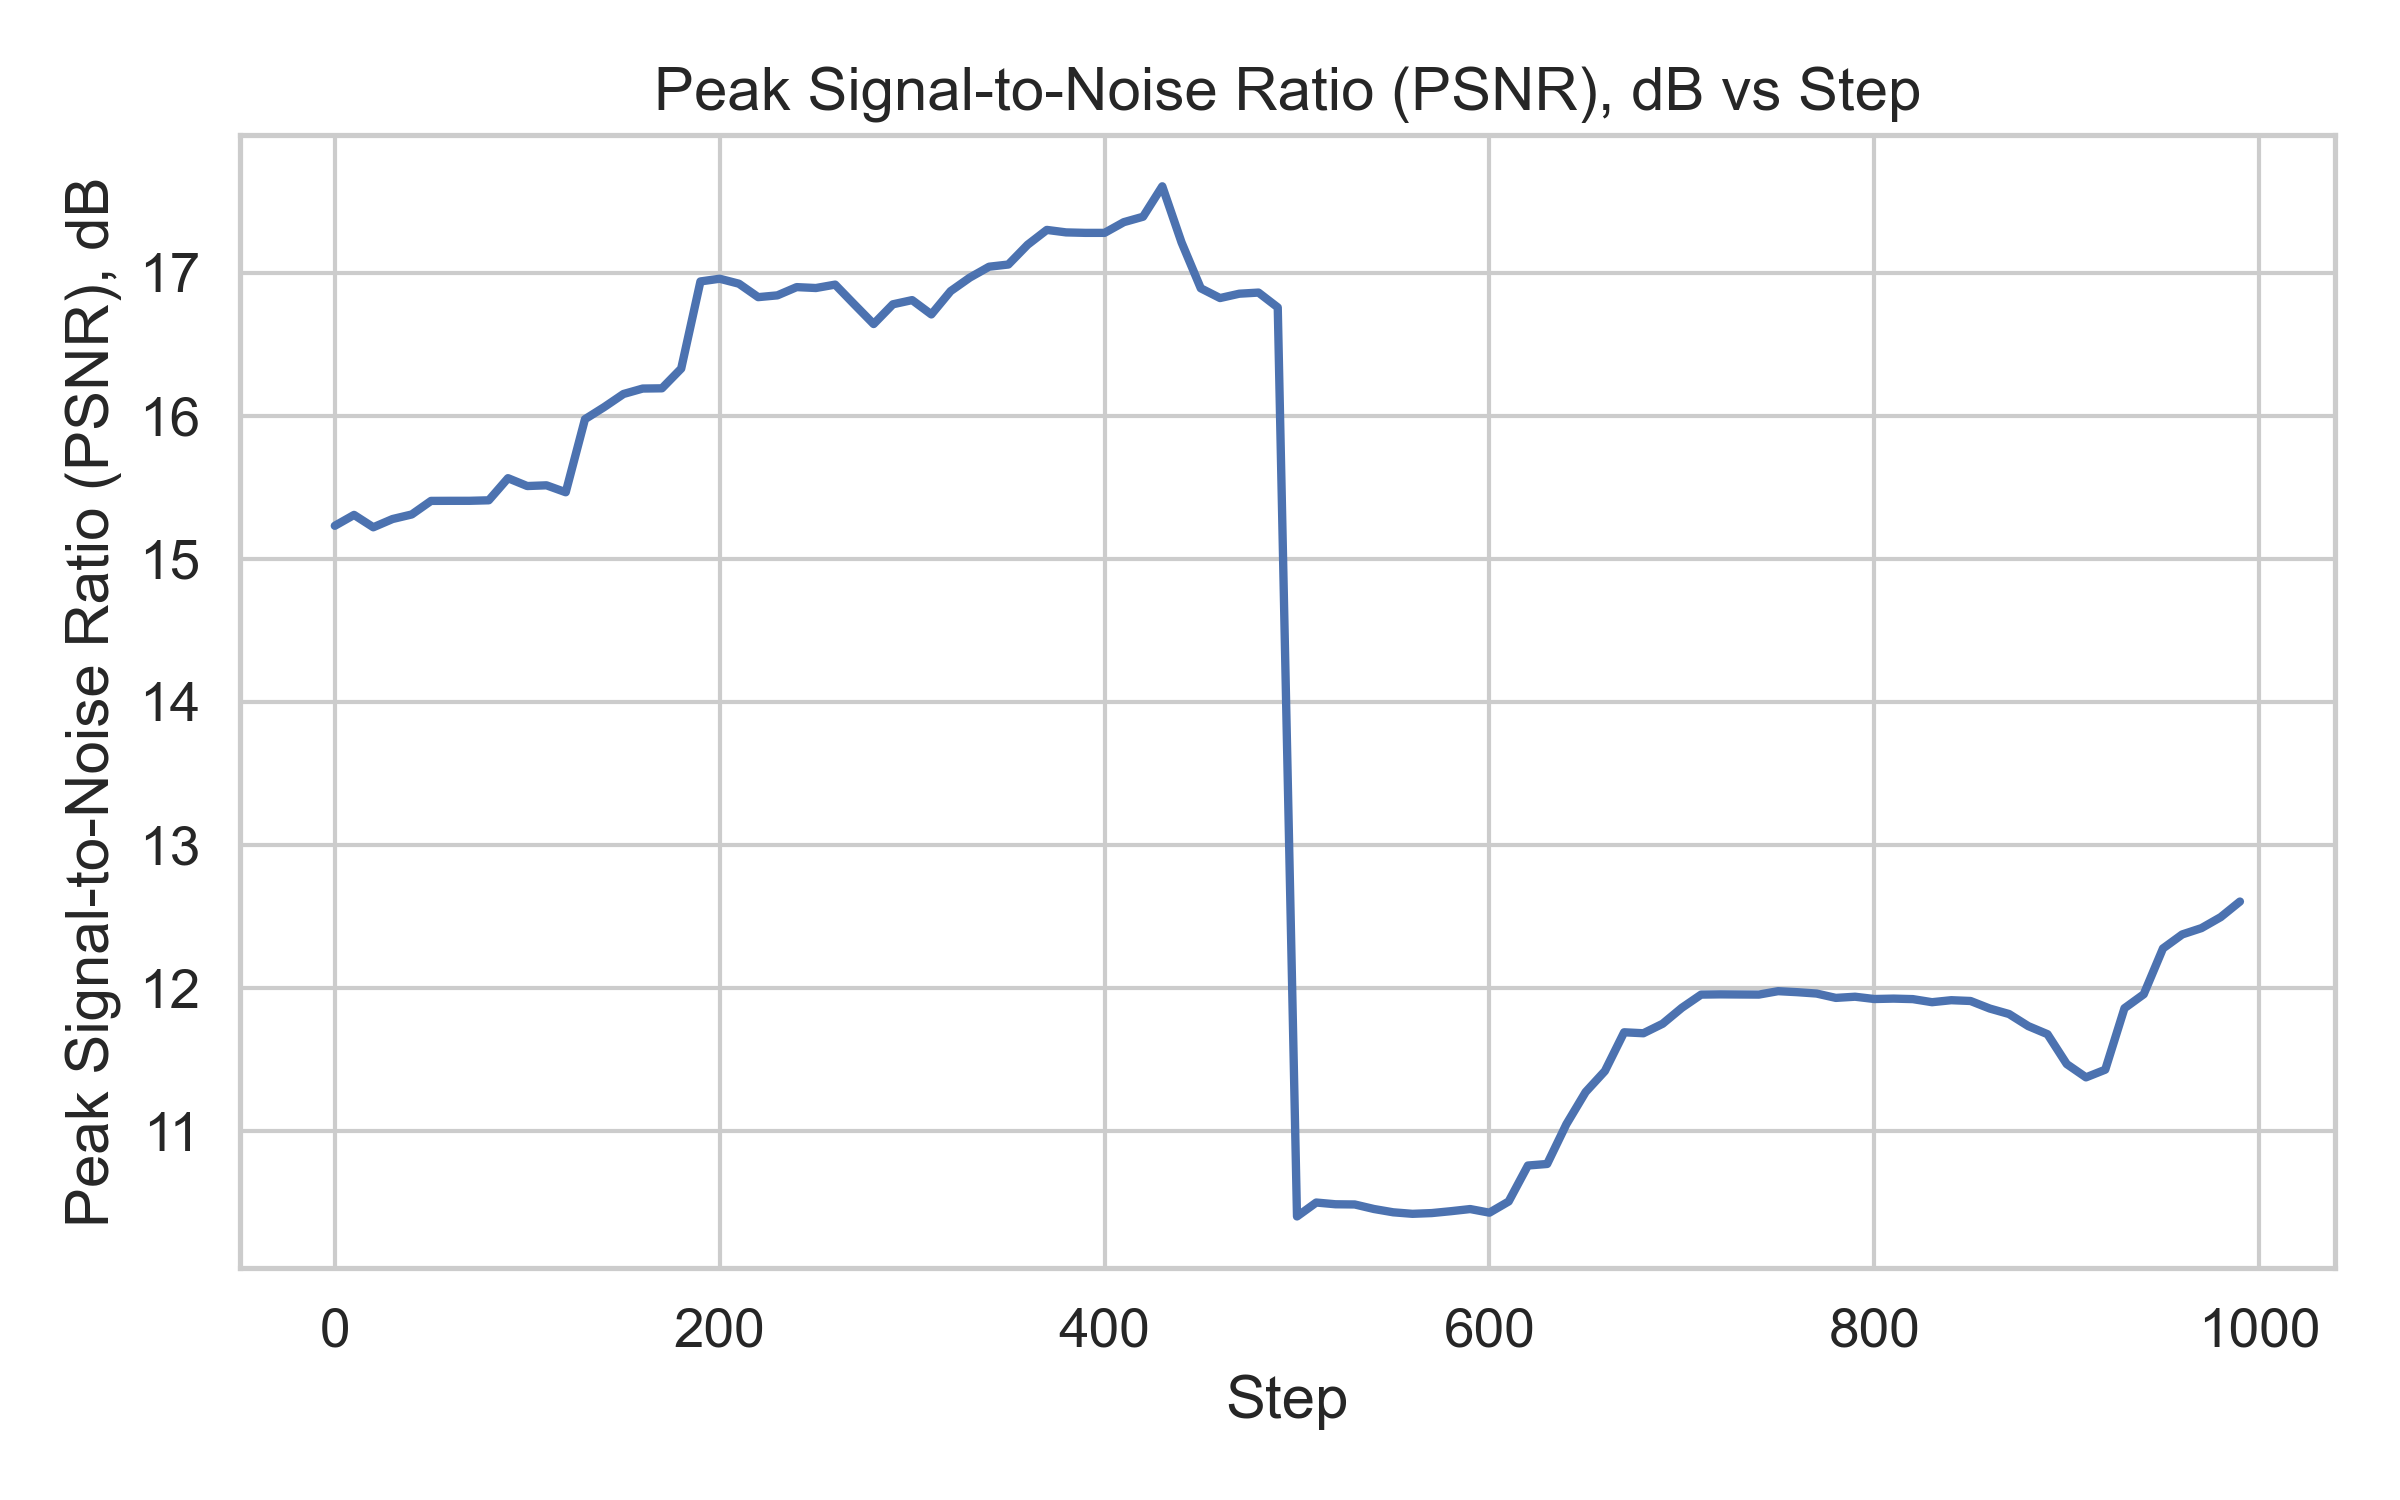 Peak Signal-to-Noise Ratio (PSNR), dB vs Step
Peak Signal-to-Noise Ratio (PSNR), dB
17
16
15
14
13
12
11
0 200 400 600 800 1000
Step